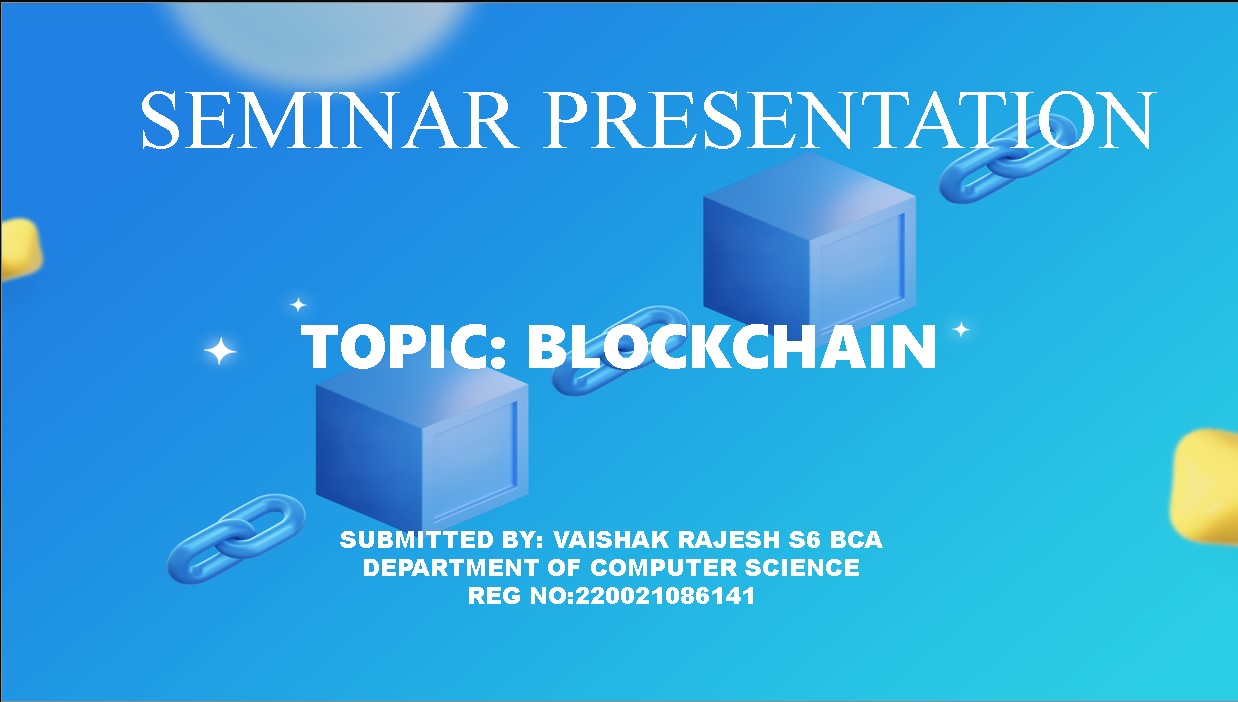 SEMINAR PRESENTATION
TOPIC: BLOCKCHAIN
SUBMITTED BY: VAISHAK RAJESH S6 BCA
DEPARTMENT OF COMPUTER SCIENCE
REG NO:220021086141